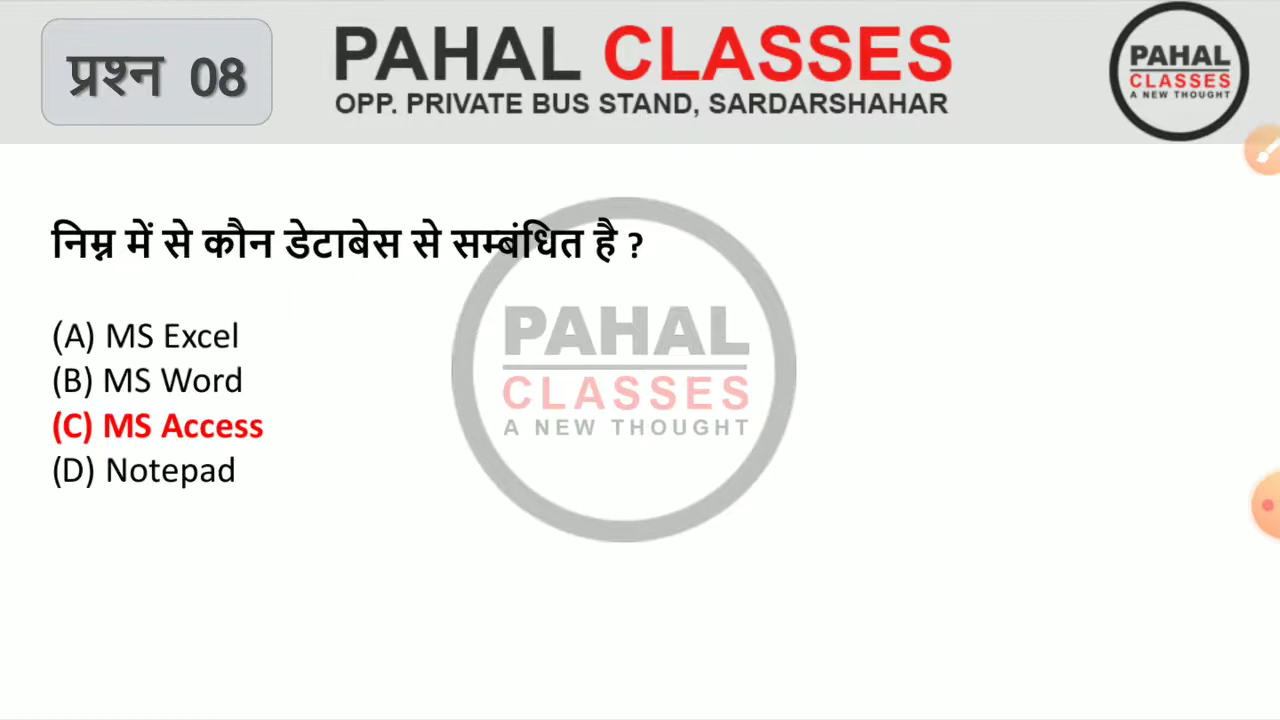 प्रश्न 08
PAHAL CLASSES
OPP. PRIVATE BUS STAND, SARDARSHAHAR
PAHAL
CLASSES
A NEW THOUGHT
निम्न में से कौन डेटाबेस से सम्बंधित है ?
(A) MS Excel
(B) MS Word
(C) MS Access
(D) Notepad
PAHAL
CLASSES
A NEW THOUGHT